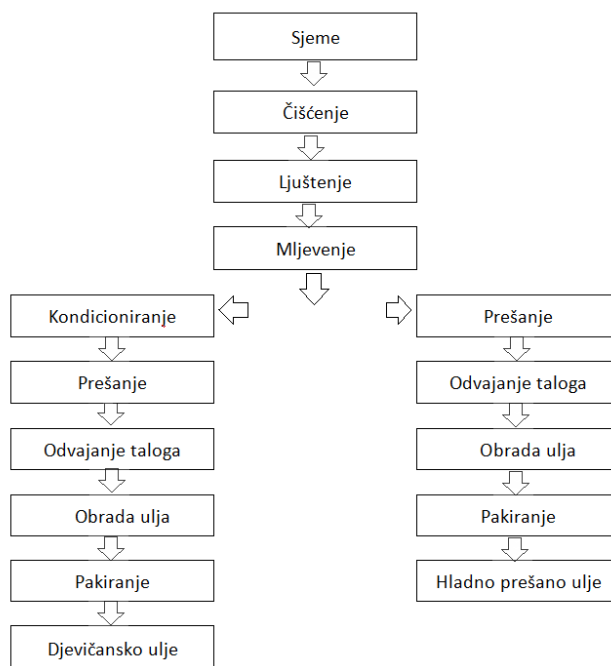 Sjeme
Čišćenje
Ljuštenje
Mljevenje
Kondicioniranje
Prešanje
Odvajanje taloga
Obrada ulja
Pakiranje
Djevičansko ulje
Prešanje
Odvajanje taloga
Obrada ulja
Pakiranje
Hladno prešano ulje